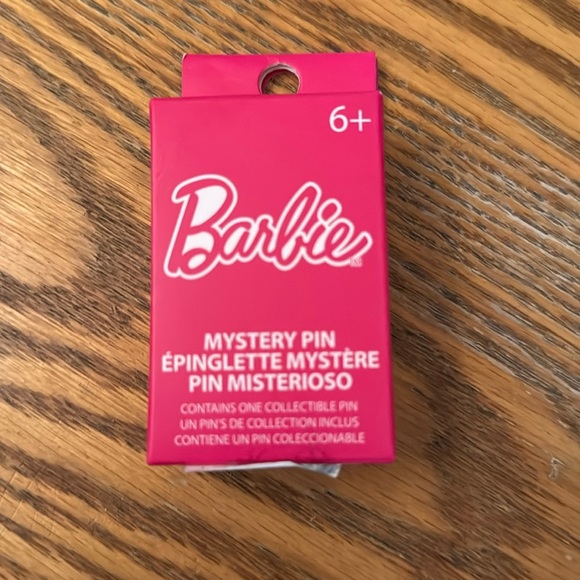 6+
Barbie
MYSTERY PIN
ÉPINGLETTE MYSTÈRE
PIN MISTERIOSO
CONTAINS ONE COLLECTIBLE PIN
UN PIN'S DE COLLECTION INCLUS
CONTIENE UN PIN COLECCIONABLE